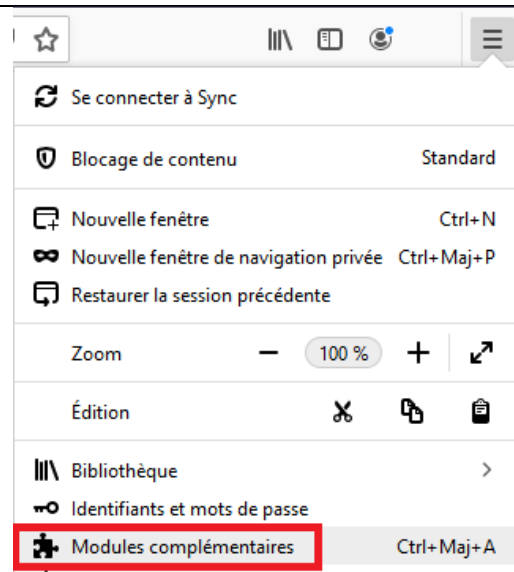 Se connecter à Sync
Blocage de contenu Standard
Nouvelle fenêtre Ctrl+N
Nouvelle fenêtre de navigation privée Ctrl+Maj+P
Restaurer la session précédente
Zoom − 100 % +
Édition
Bibliothèque >
Identifiants et mots de passe
Modules complémentaires Ctrl+Maj+A